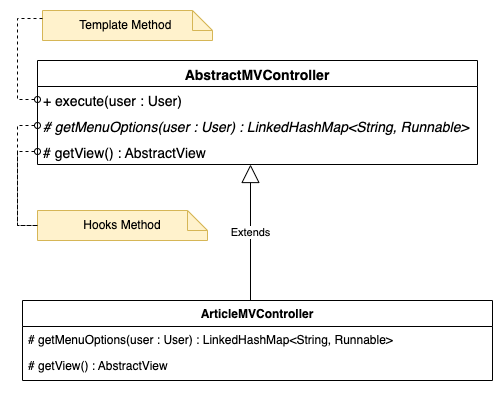 Template Method
AbstractMVController
+ execute(user : User)
# getMenuOptions(user : User) : LinkedHashMap<String, Runnable>
# getView() : AbstractView
Hooks Method
Extends
ArticleMVController
# getMenuOptions(user : User) : LinkedHashMap<String, Runnable>
# getView() : AbstractView